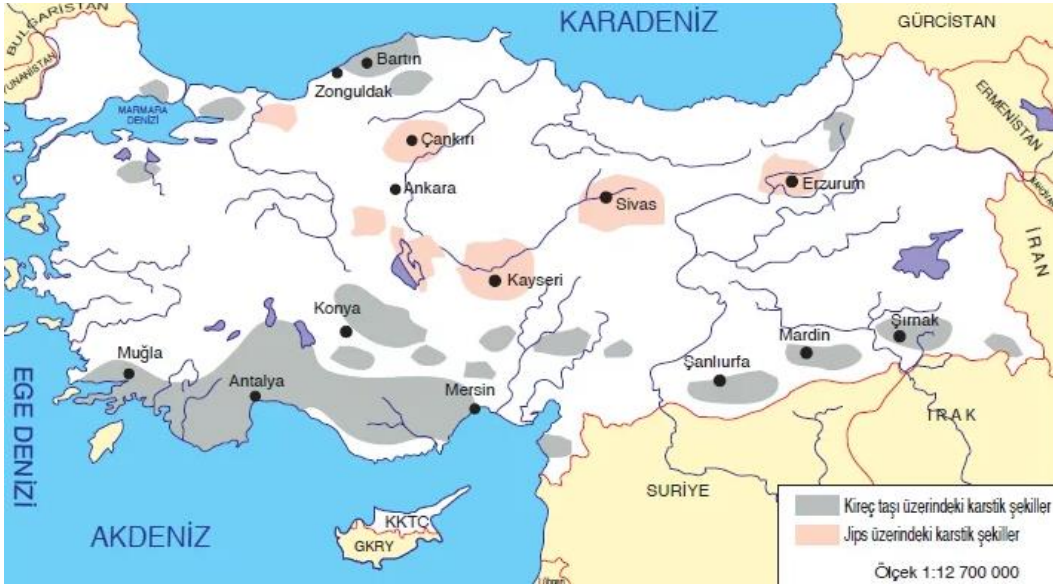 KARADENİZ
GÜRCİSTAN
BULGARİSTAN
YUNANİSTAN
ERMENİSTAN
Bartın
Zonguldak
MARMARA
DENİZİ
Çankırı
Ankara
Sivas
Erzurum
İRAN
Kayseri
Konya
Şırnak
Mardin
Muğla
Şanlıurfa
Antalya
Mersin
EGE DENİZİ
IRAK
SURİYE
AKDENİZ
KKTC
GKRY
Kireç taşı üzerindeki karstik şekiller
Jips üzerindeki karstik şekiller
Ölçek 1:12 700 000